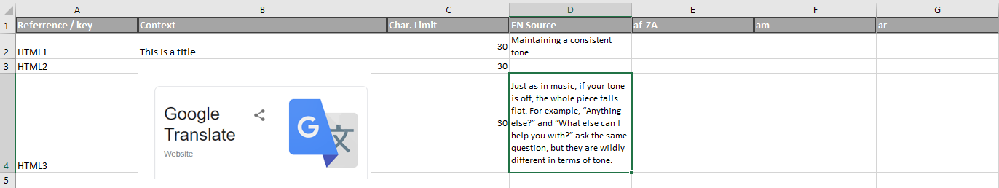 A B C D E F G
1 Referrence / key Context Char. Limit EN Source af-ZA am ar
Maintaining a consistent
2 HTML1 This is a title 30 tone
3 HTML2 30
Just as in music, if your tone
is off, the whole piece falls
flat. For example, “Anything
30 else?” and “What else can I
help you with?” ask the same
question, but they are wildly
different in terms of tone.
Google
Translate
Website
G 文
4 HTML3
5